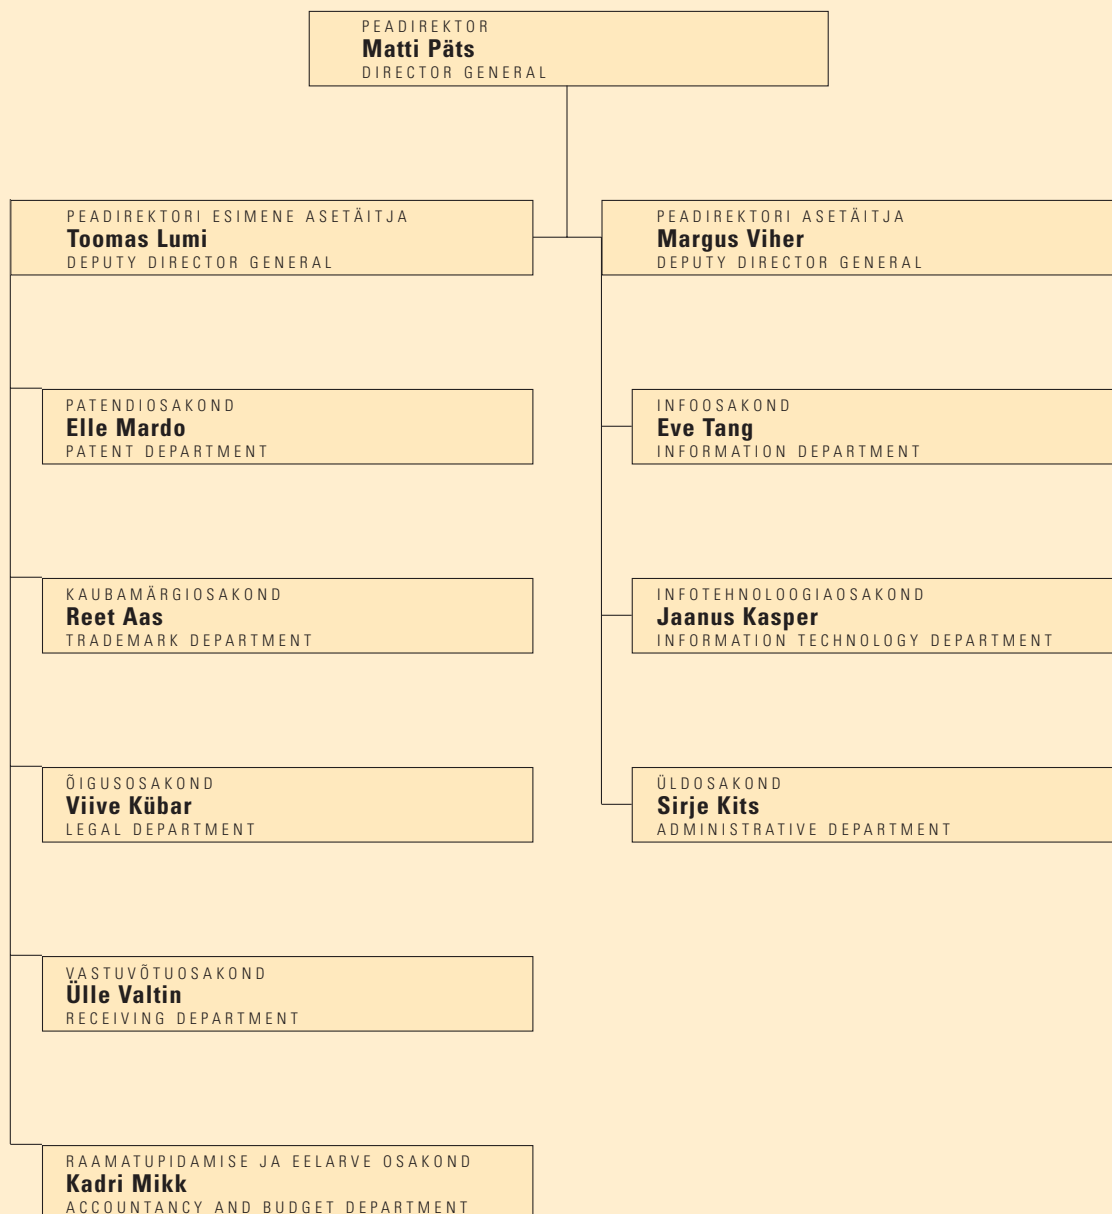 PEADIREKTOR
Matti Päts
DIRECTOR GENERAL
PEADIREKTORI ESIMENE ASETÄITJA
Toomas Lumi
DEPUTY DIRECTOR GENERAL
PEADIREKTORI ASETÄITJA
Margus Viher
DEPUTY DIRECTOR GENERAL
PATENDIOSAKOND
Elle Mardo
PATENT DEPARTMENT
INFOOSAKOND
Eve Tang
INFORMATION DEPARTMENT
KAUBAMÄRGIOSAKOND
Reet Aas
TRADEMARK DEPARTMENT
INFOTEHNOLOOGIAOSAKOND
Jaanus Kasper
INFORMATION TECHNOLOGY DEPARTMENT
ÕIGUSOSAKOND
Viive Kübar
LEGAL DEPARTMENT
ÜLDOSAKOND
Sirje Kits
ADMINISTRATIVE DEPARTMENT
VASTUVÕTUOSAKOND
Ülle Valtin
RECEIVING DEPARTMENT
RAAMATUPIDAMISE JA EELARVE OSAKOND
Kadri Mikk
ACCOUNTANCY AND BUDGET DEPARTMENT